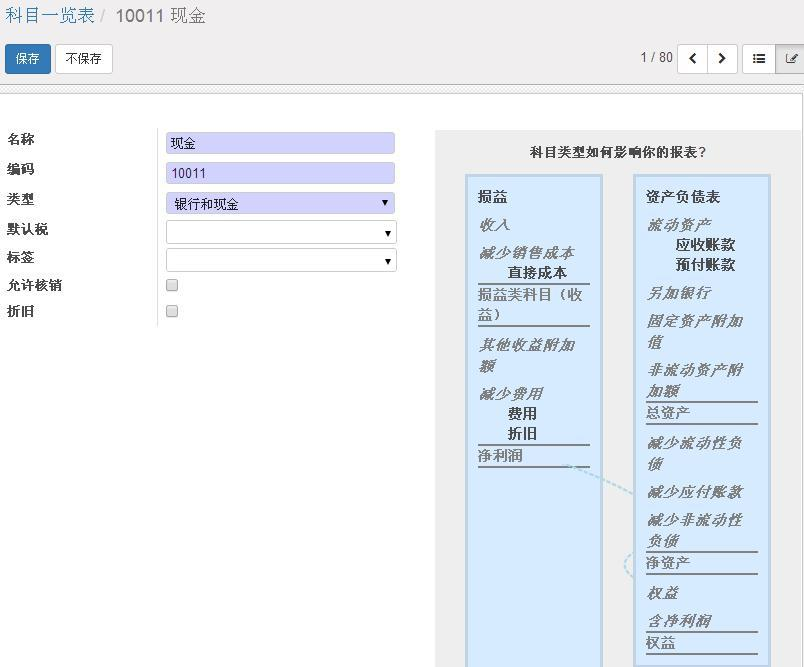 科目一览表 / 10011 现金
保存 不保存
1 / 80
名称
现金
编码
10011
类型
银行和现金
默认税
标签
允许核销
折旧
科目类型如何影响你的报表?
损益
收入
减少销售成本
直接成本
损益类科目（收
益）
其他收益附加
额
减少费用
费用
折旧
净利润
资产负债表
流动资产
应收账款
预付账款
另加银行
固定资产附加
值
非流动资产附
加额
总资产
减少流动性负
债
减少应付账款
减少非流动性
负债
净资产
权益
含净利润
权益